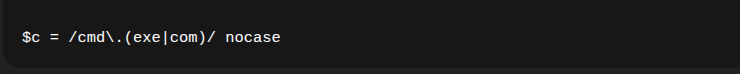 $c = /cmd\.(exe|com)/ nocase